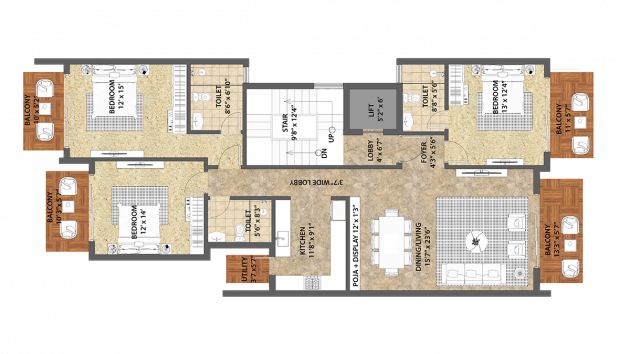 BALCONY
10' x 5'2"
BEDROOM
12' x 15'
TOILET
8'6" x 6'10"
STAIR
9'8" x 12'4"
DN
UP
LIFT
5'2" x 6'
LOBBY
4' x 6'7"
TOILET
8'8" x 5'6"
FOYER
4'3" x 5'6"
BEDROOM
13' x 12'4"
BALCONY
11' x 5'7"
BALCONY
10'3" x 5'
BEDROOM
12' x 14'
TOILET
5'6" x 8'3"
3'7" WIDE LOBBY
UTILITY
3'7 x5'7"
KITCHEN
11'8" x 9'1"
POJA + DISPLAY 12' x 1'3"
DINING/LIVING
15'7" x 23'6"
BALCONY
13'3" x 5'7"